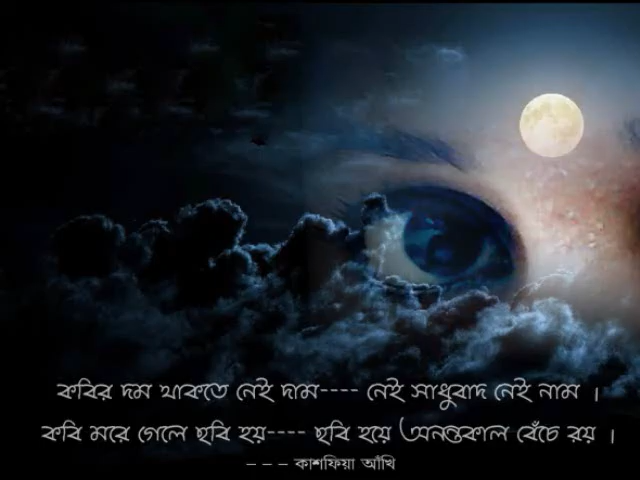 কবির দম থাকতে নেই দাম---- নেই সাধুবাদ নেই নাম ।
কবি মরে গেলে ছবি হয়---- ছবি হয়ে অনন্তকাল বেঁচে রয় ।
--- কাশফিয়া আঁখি